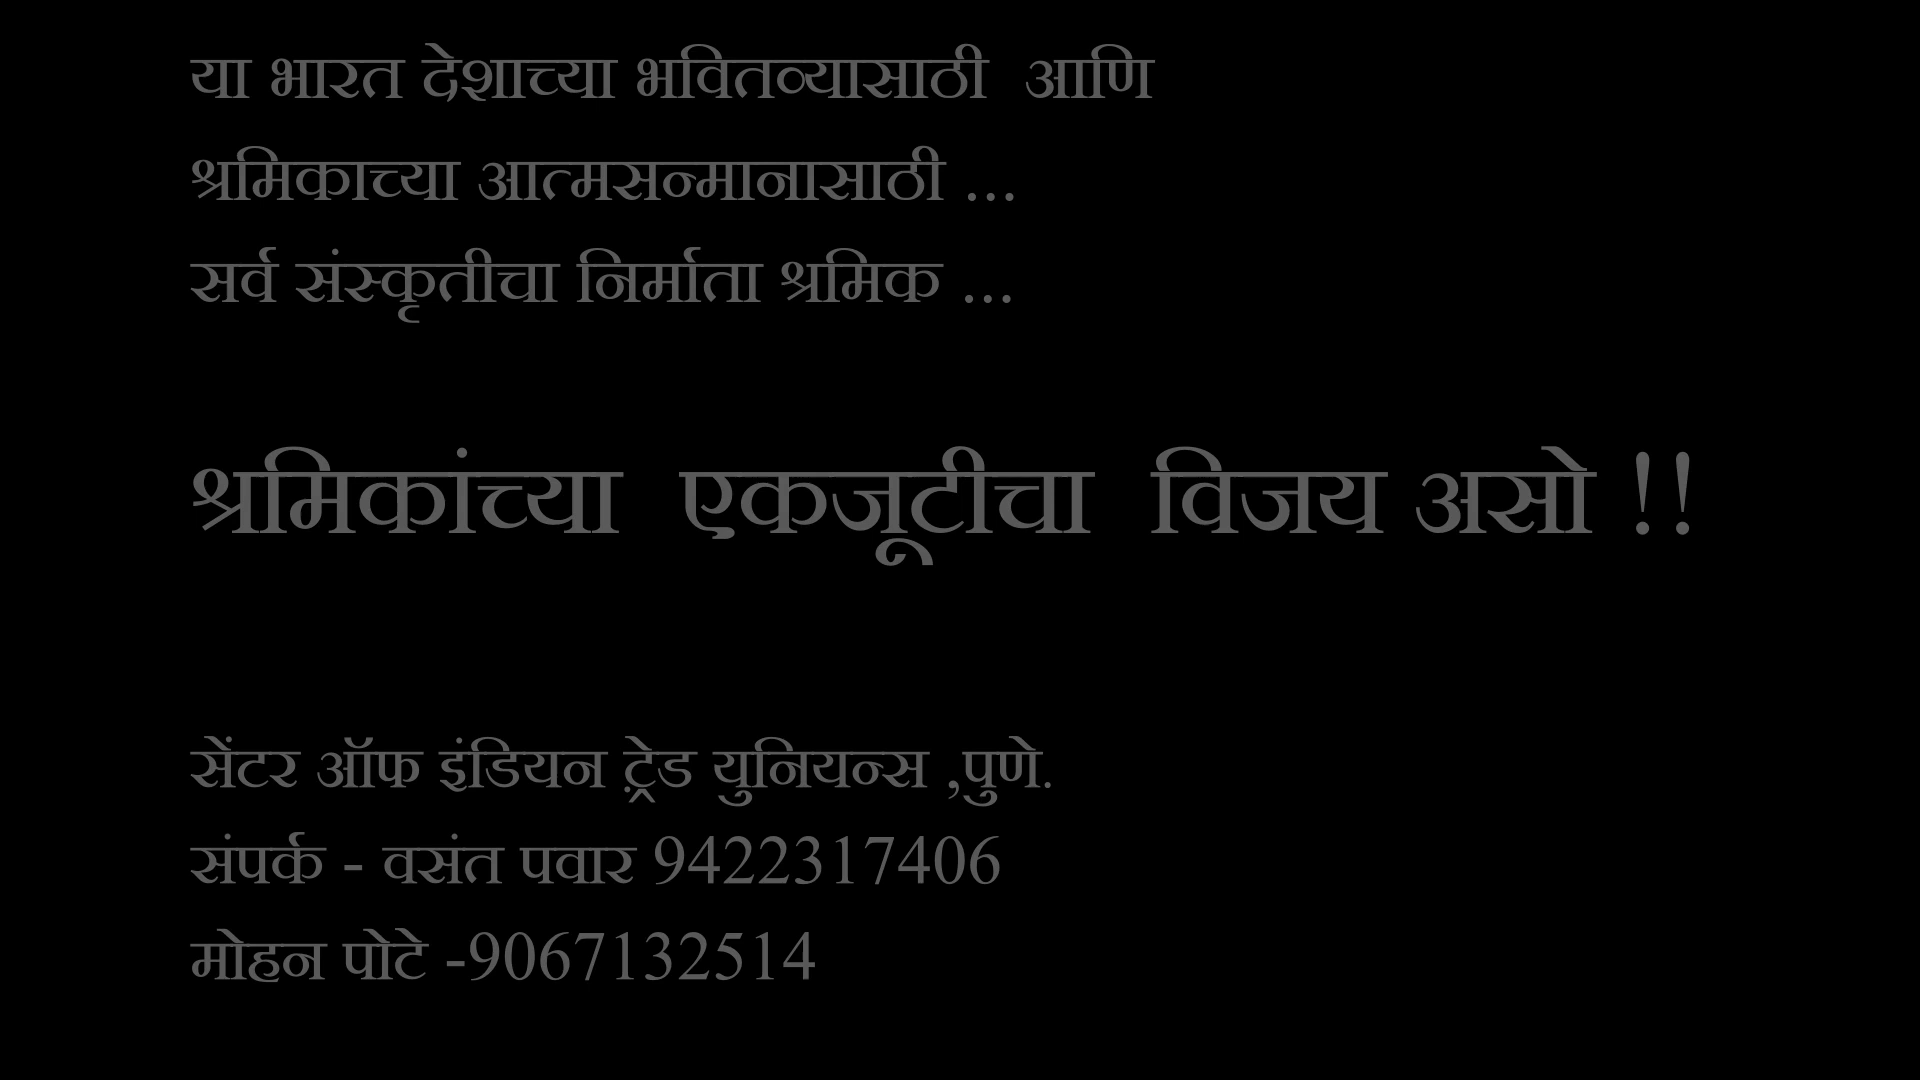 या भारत देशाच्या भवितव्यासाठी आणि
श्रमिकाच्या आत्मसन्मानासाठी ...
सर्व संस्कृतीचा निर्माता श्रमिक ...
श्रमिकांच्या एकजूटीचा विजय असो !!
सेंटर ऑफ इंडियन ट्रेड युनियन्स ,पुणे.
संपर्क - वसंत पवार 9422317406
मोहन पोटे -9067132514